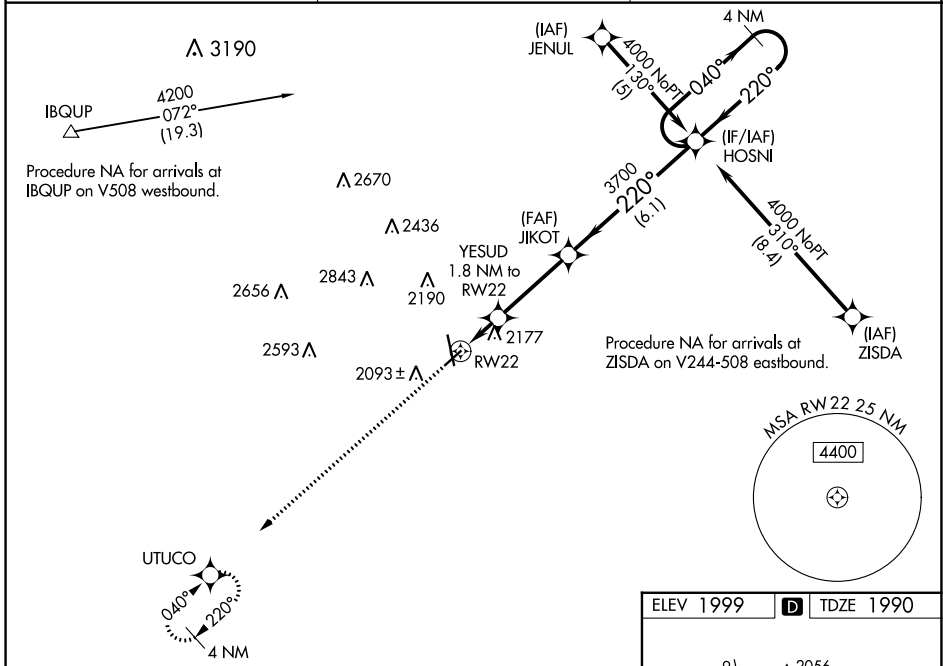 3190
IBQUP
4200
072°
(19.3)
Procedure NA for arrivals at
IBQUP on V508 westbound.
(IAF)
JENUL
4000 NoPT
130°
(5)
4 NM
040°
220°
(IF/IAF)
HOSNI
3700
220°
(6.1)
(FAF)
JIKOT
4000 NoPT
310°
(8.4)
(IAF)
ZISDA
Procedure NA for arrivals at
ZISDA on V244-508 eastbound.
2670
2436
2843
2656
2190
2593
2093±
YESUD
1.8 NM to
RW22
2177
RW22
MSA RW22 25 NM
4400
UTUCO
040°
220°
4 NM
ELEV 1999
D
TDZE 1990